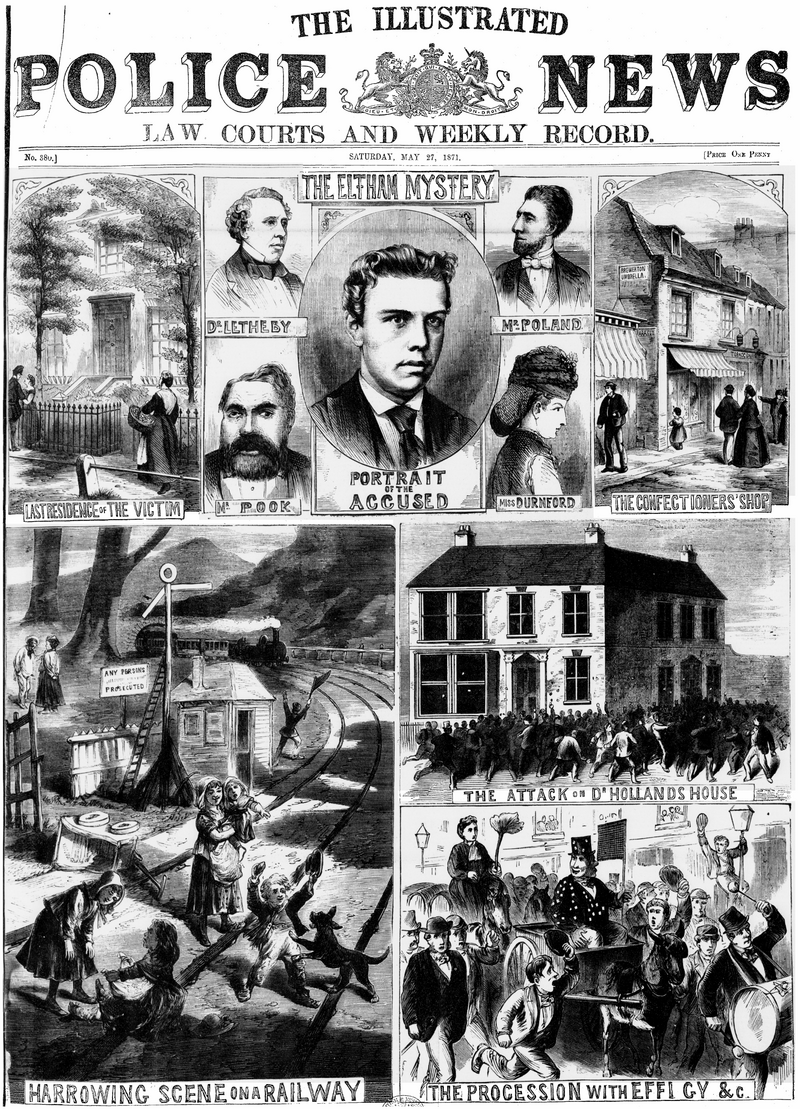 THE ILLUSTRATED
POLICE NEWS
LAW COURTS AND WEEKLY RECORD.
No. 380.]
SATURDAY, MAY 27, 1871.
[PRICE ONE PENNY
THE ELTHAM MYSTERY
DR LETHEBY
MR POLAND
BREWERTON
UMBRELLA
MR POOK
PORTRAIT
OF THE
ACCUSED
MISS DURNFORD
LAST RESIDENCE OF THE VICTIM
THE CONFECTIONERS' SHOP
ANY PERSONS
PROSECUTED
THE ATTACK ON DR HOLLANDS HOUSE
HARROWING SCENE ON A RAILWAY
THE PROCESSION WITH EFFIGY &c.